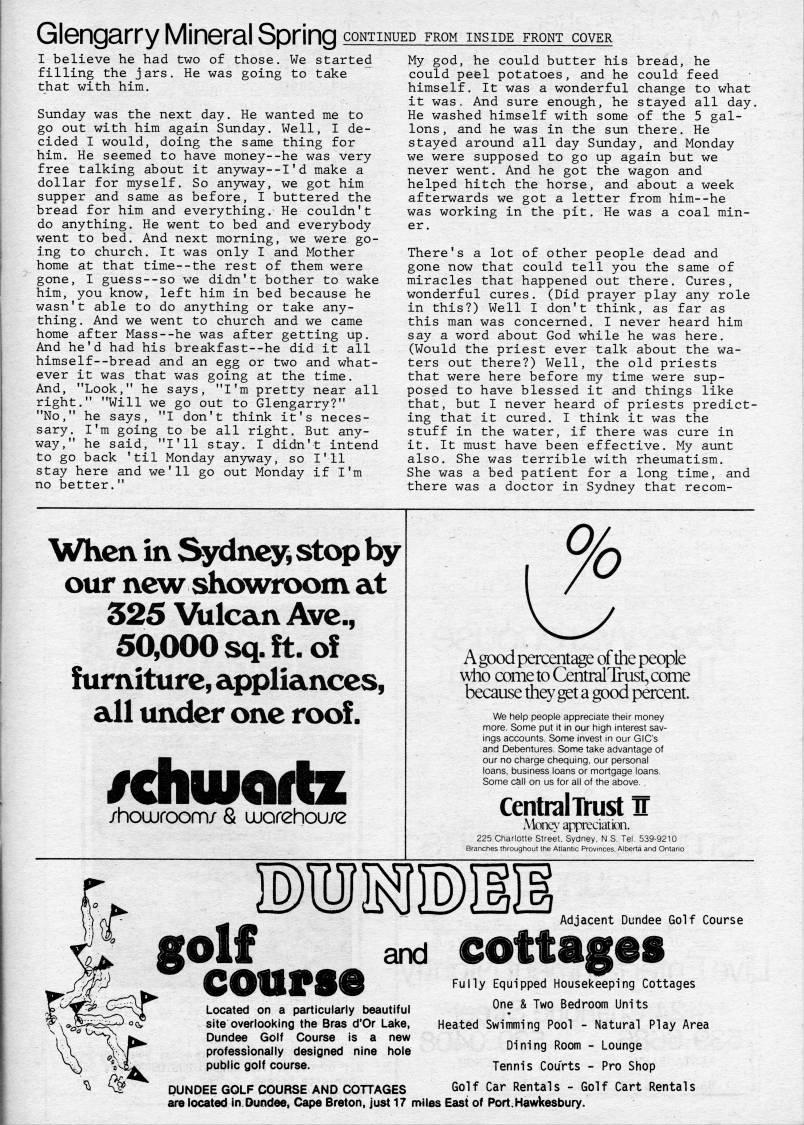 Glengarry Mineral Spring CONTINUED FROM INSIDE FRONT COVER
I believe he had two of those. We started
filling the jars. He was going to take
that with him.
Sunday was the next day. He wanted me to
go out with him again Sunday. Well, I de-
cided I would, doing the same thing for
him. He seemed to have money--he was very
free talking about it anyway--I'd make a
dollar for myself. So anyway, we got him
supper and same as before, I buttered the
bread for him and everything. He couldn't
do anything. He went to bed and everybody
went to bed. And next morning, we were go-
ing to church. It was only I and Mother
home at that time--the rest of them were
gone, I guess--so we didn't bother to wake
him, you know, left him in bed because he
wasn't able to do anything or take any-
thing. And we went to church and we came
home after Mass--he was after getting up.
And he'd had his breakfast--he did it all
himself--bread and an egg or two and what-
ever it was that was going at the time.
And, "Look," he says, "I'm pretty near all
right." "Will we go out to Glengarry?"
"No," he says, "I don't think it's neces-
sary. I'm going to be all right. But any-
way," he said, "I'll stay. I didn't intend
to go back 'til Monday anyway, so I'll
stay here and we'll go out Monday if I'm
no better."
My god, he could butter his bread, he
could peel potatoes, and he could feed
himself. It was a wonderful change to what
it was. And sure enough, he stayed all day.
He washed himself with some of the 5 gal-
lons, and he was in the sun there. He
stayed around all day Sunday, and Monday
we were supposed to go up again but we
never went. And he got the wagon and
helped hitch the horse, and about a week
afterwards we got a letter from him--he
was working in the pit. He was a coal min-
er.
There's a lot of other people dead and
gone now that could tell you the same of
miracles that happened out there. Cures,
wonderful cures. (Did prayer play any role
in this?) Well I don't think, as far as
this man was concerned. I never heard him
say a word about God while he was here.
(Would the priest ever talk about the wa-
ters out there?) Well, the old priests
that were here before my time were sup-
posed to have blessed it and things like
that, but I never heard of priests predict-
ing that it cured. I think it was the
stuff in the water, if there was cure in
it. It must have been effective. My aunt
also. She was terrible with rheumatism.
She was a bed patient for a long time, and
there was a doctor in Sydney that recom-
When in Sydney, stop by
our new showroom at
325 Vulcan Ave.,
50,000 sq. ft. of
furniture, appliances,
all under one roof.
schwartz
showrooms & warehouse
%
A good percentage of the people
who come to Central Trust, come
because they get a good percent.
We help people appreciate their money
more. Some put it in our high interest sav-
ings accounts. Some invest in our GIC's
and Debentures. Some take advantage of
our no charge chequing, our personal
loans, business loans or mortgage loans.
Some call on us for all of the above.
Central Trust
Money appreciation.
225 Charlotte Street, Sydney, N.S. Tel. 539-9210
Branches throughout the Atlantic Provinces, Alberta and Ontario
DUNDEE
golf
course
and
Adjacent Dundee Golf Course
cottages
Located on a particularly beautiful
site overlooking the Bras d'Or Lake,
Dundee Golf Course is a new
professionally designed nine hole
public golf course.
Fully Equipped Housekeeping Cottages
One & Two Bedroom Units
Heated Swimming Pool - Natural Play Area
Dining Room - Lounge
Tennis Courts - Pro Shop
Golf Car Rentals - Golf Cart Rentals
DUNDEE GOLF COURSE AND COTTAGES
are located in Dundee, Cape Breton, just 17 miles East of Port Hawkesbury.